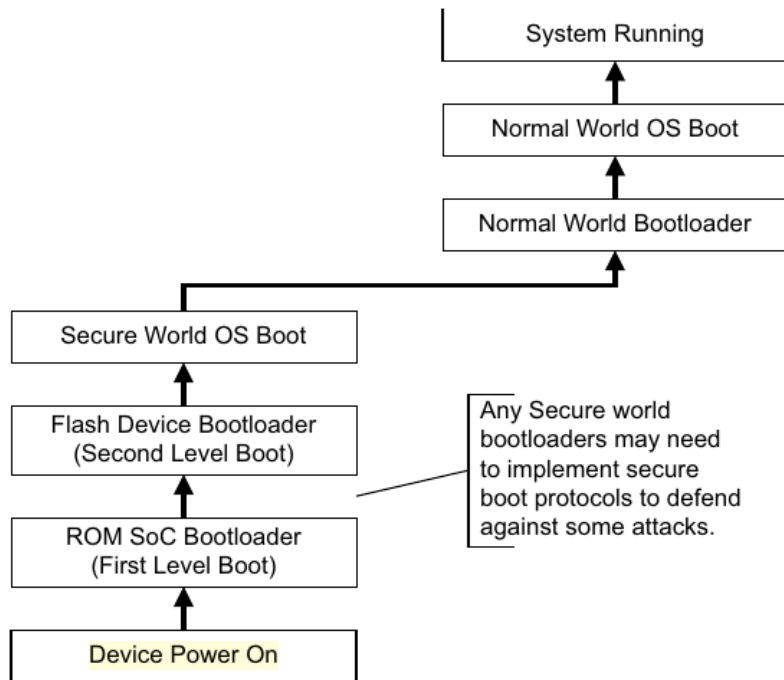 System Running
Normal World OS Boot
Normal World Bootloader
Secure World OS Boot
Flash Device Bootloader
(Second Level Boot)
Any Secure world
bootloaders may need
to implement secure
boot protocols to defend
against some attacks.
ROM SoC Bootloader
(First Level Boot)
Device Power On